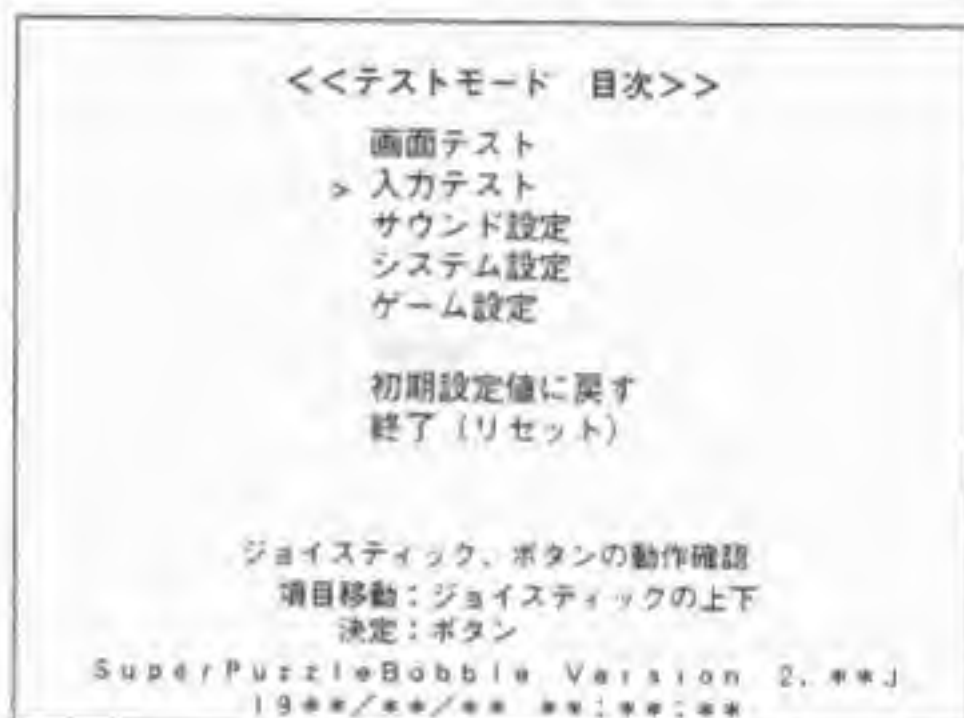 <<テストモード　目次>>
画面テスト
> 入力テスト
サウンド設定
システム設定
ゲーム設定
初期設定値に戻す
終了（リセット）
ジョイスティック、ボタンの動作確認
項目移動：ジョイスティックの上下
決定：ボタン
SuperPuzzleBobble Version 2.**J
19**/**/** **:**:**